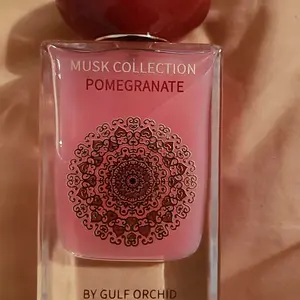 MUSK COLLECTION
POMEGRANATE
BY GULF ORCHID